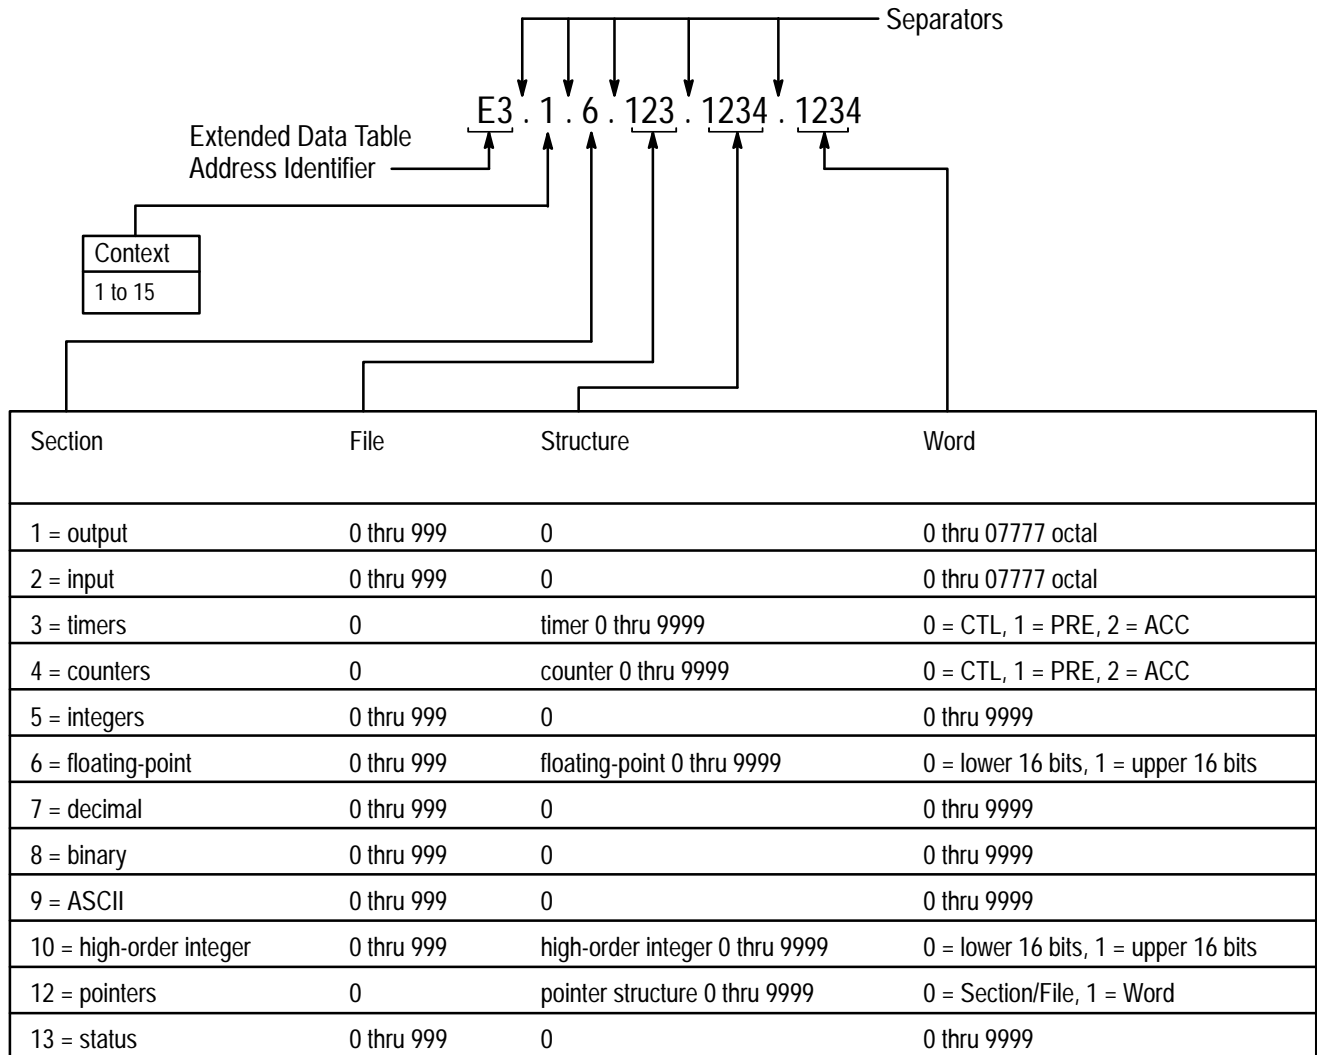 Separators
E3 . 1 . 6 . 123 . 1234 . 1234
Extended Data Table
Address Identifier
Context
1 to 15
Section File Structure Word
1 = output 0 thru 999 0 0 thru 07777 octal
2 = input 0 thru 999 0 0 thru 07777 octal
3 = timers 0 timer 0 thru 9999 0 = CTL, 1 = PRE, 2 = ACC
4 = counters 0 counter 0 thru 9999 0 = CTL, 1 = PRE, 2 = ACC
5 = integers 0 thru 999 0 0 thru 9999
6 = floating-point 0 thru 999 floating-point 0 thru 9999 0 = lower 16 bits, 1 = upper 16 bits
7 = decimal 0 thru 999 0 0 thru 9999
8 = binary 0 thru 999 0 0 thru 9999
9 = ASCII 0 thru 999 0 0 thru 9999
10 = high-order integer 0 thru 999 high-order integer 0 thru 9999 0 = lower 16 bits, 1 = upper 16 bits
12 = pointers 0 pointer structure 0 thru 9999 0 = Section/File, 1 = Word
13 = status 0 thru 999 0 0 thru 9999